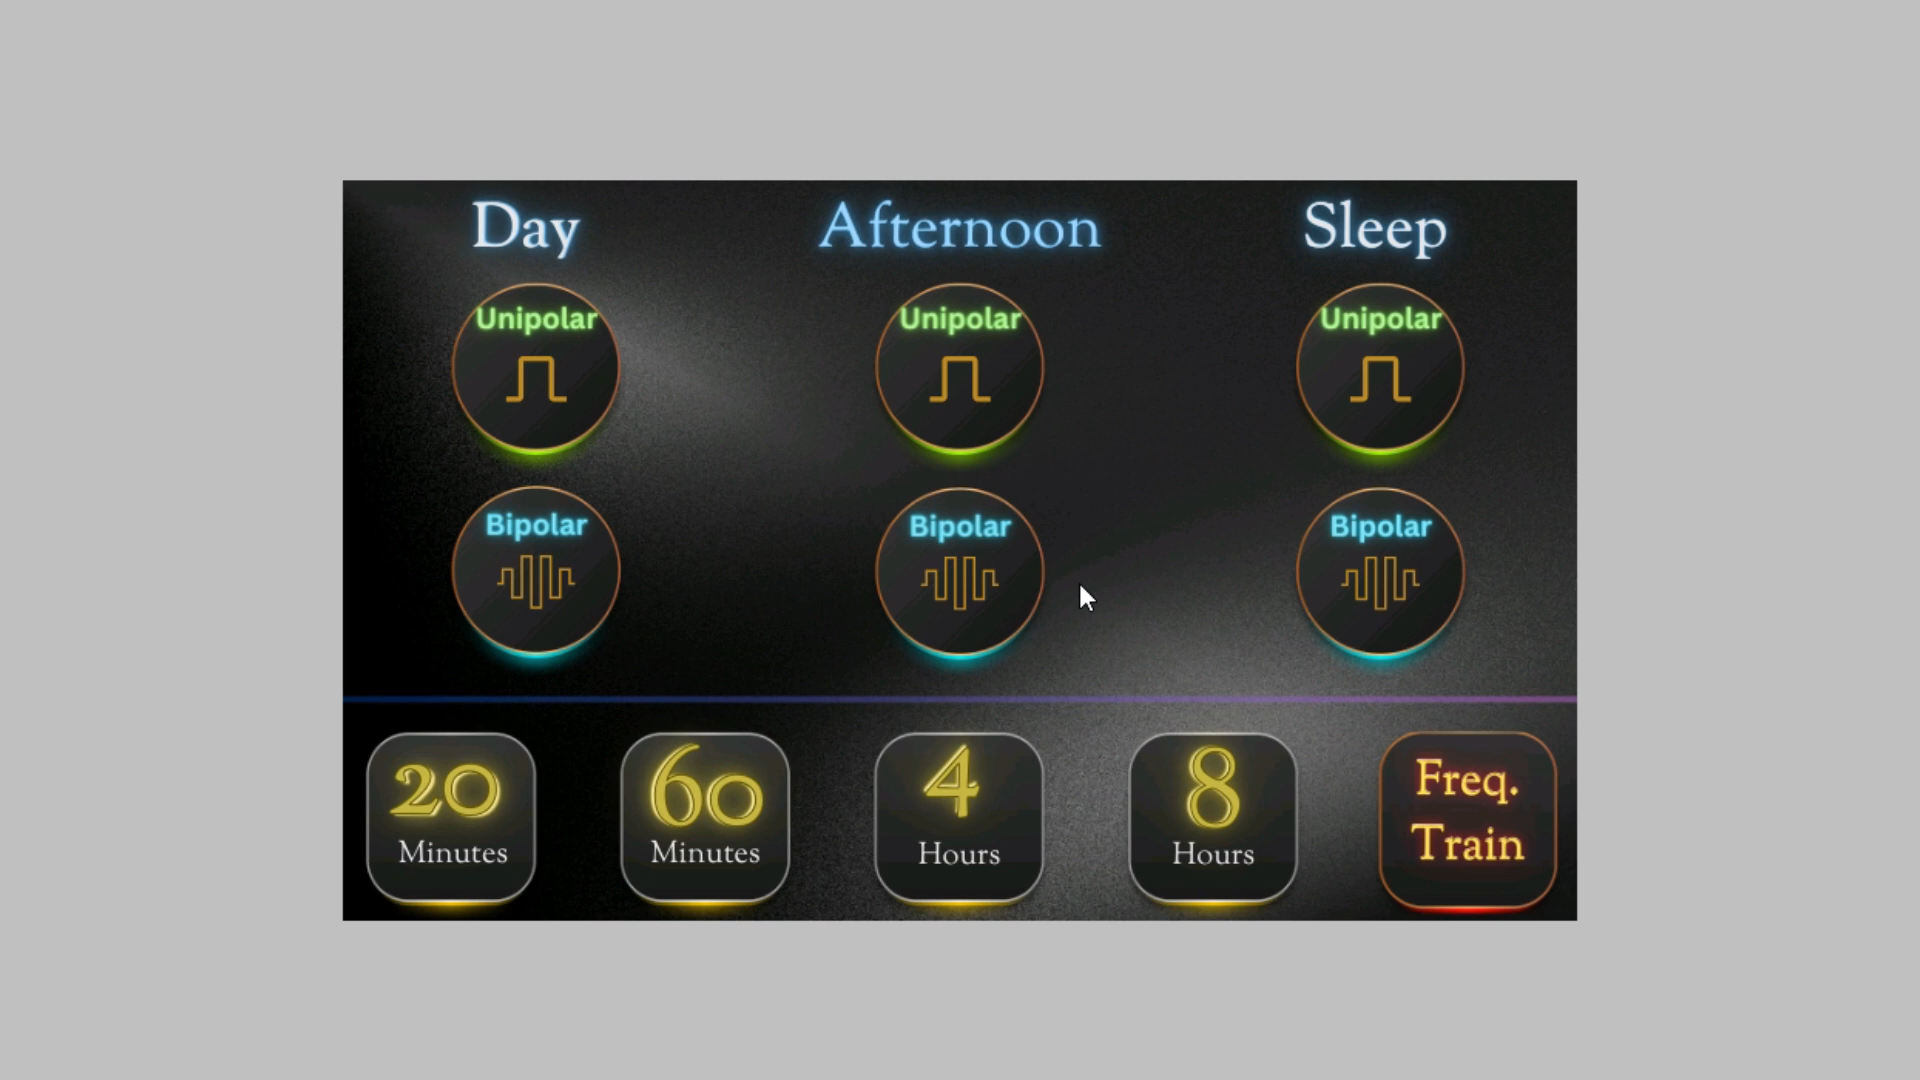 Day Afternoon Sleep
Unipolar Unipolar Unipolar
Bipolar Bipolar Bipolar
20 60 4 8 Freq.
Minutes Minutes Hours Hours Train